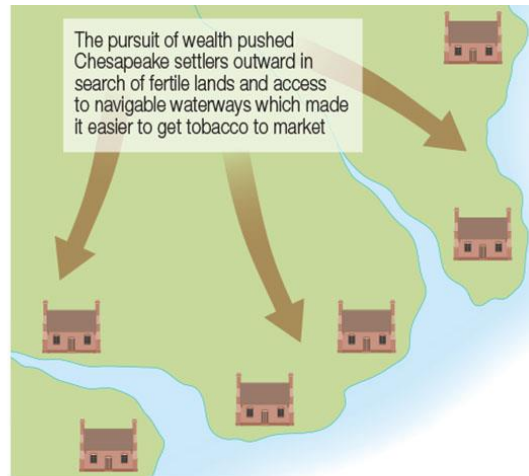 The pursuit of wealth pushed
Chesapeake settlers outward in
search of fertile lands and access
to navigable waterways which made
it easier to get tobacco to market